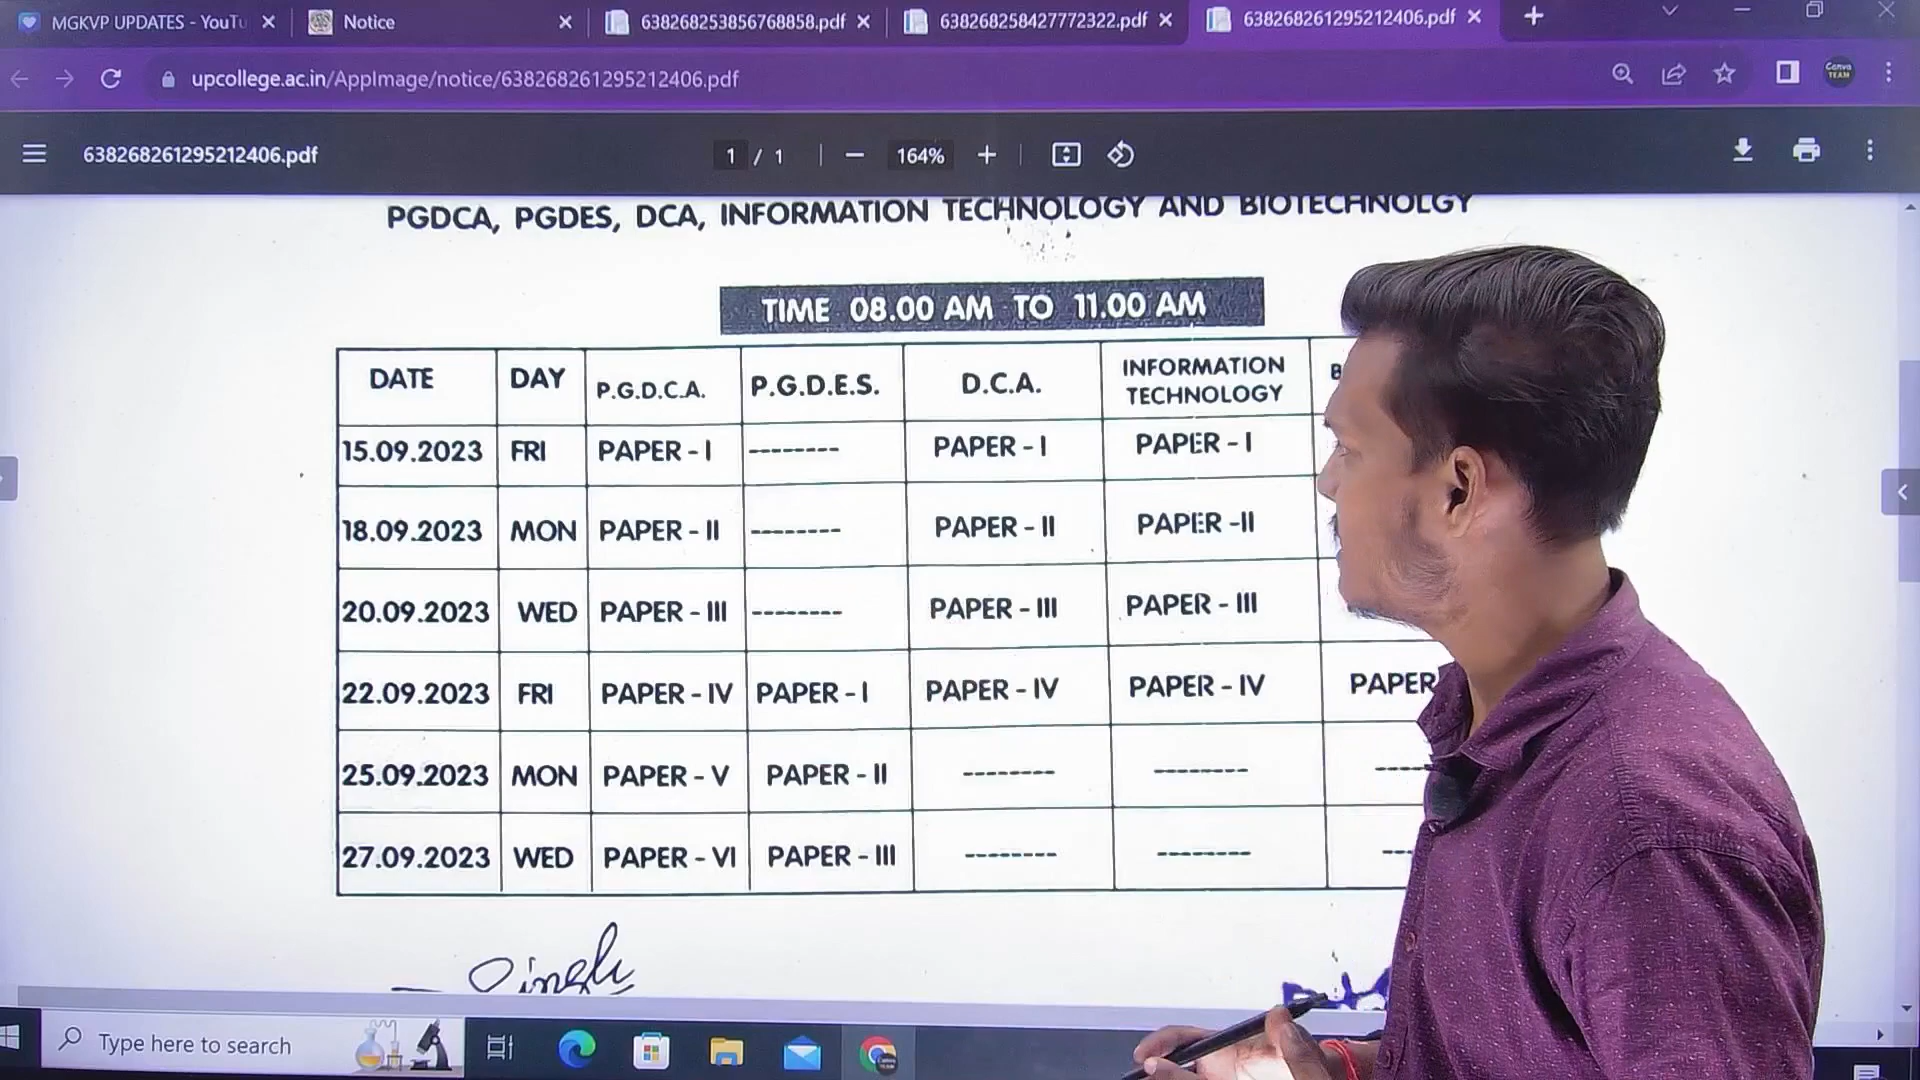 MGKVP UPDATES - YouTu
Notice
638268253856768858.pdf
638268258427772322.pdf
638268261295212406.pdf
upcollege.ac.in/AppImage/notice/638268261295212406.pdf
Canva TEAM
638268261295212406.pdf
1 / 1
164%
PGDCA, PGDES, DCA, INFORMATION TECHNOLOGY AND BIOTECHNOLGY
TIME 08.00 AM TO 11.00 AM
DATE DAY P.G.D.C.A. P.G.D.E.S. D.C.A. INFORMATION TECHNOLOGY B
15.09.2023 FRI PAPER - I -------- PAPER - I PAPER - I
18.09.2023 MON PAPER - II -------- PAPER - II PAPER -II
20.09.2023 WED PAPER - III -------- PAPER - III PAPER - III
22.09.2023 FRI PAPER - IV PAPER - I PAPER - IV PAPER - IV PAPER
25.09.2023 MON PAPER - V PAPER - II -------- -------- ----
27.09.2023 WED PAPER - VI PAPER - III -------- -------- ---
Singh
Type here to search